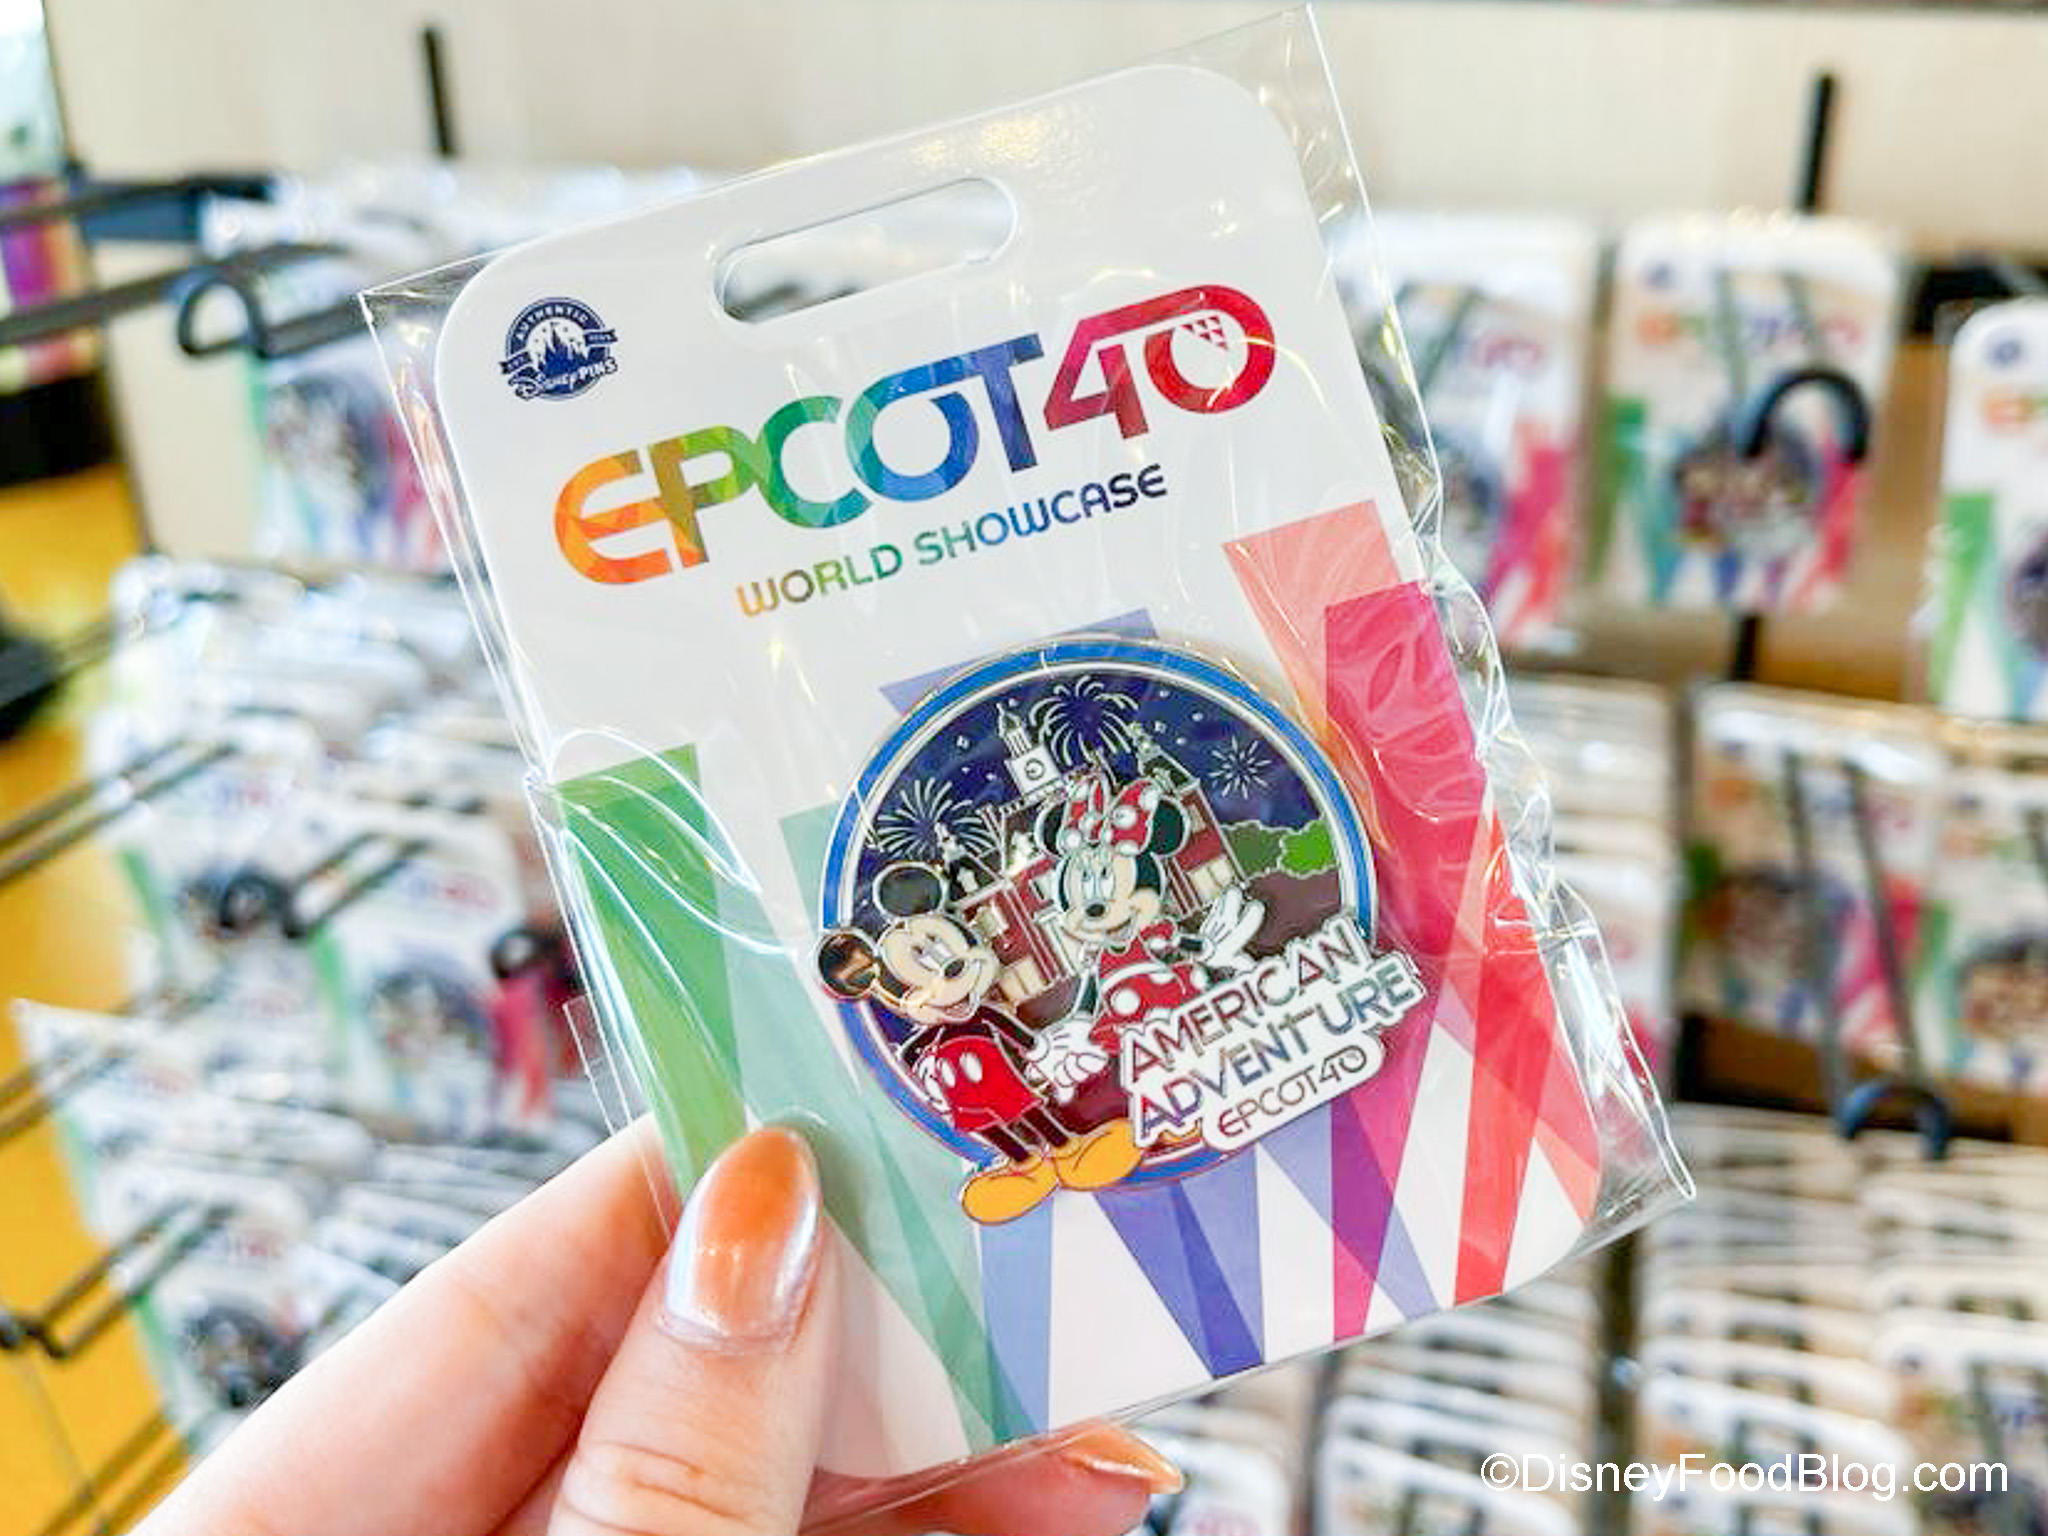 AUTHENTIC
DISNEY PINS
EPCOT40
WORLD SHOWCASE
AMERICAN
ADVENTURE
EPCOT40
©DisneyFoodBlog.com